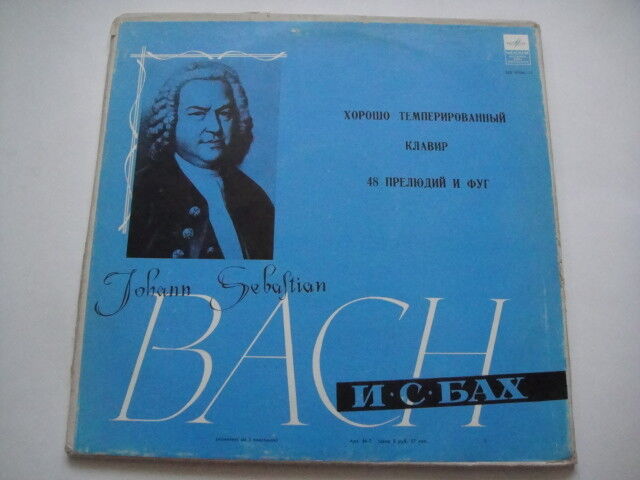 ХОРОШО ТЕМПЕРИРОВАННЫЙ
КЛАВИР
48 ПРЕЛЮДИЙ И ФУГ
Johann Sebastian
BACH
И·С·БАХ